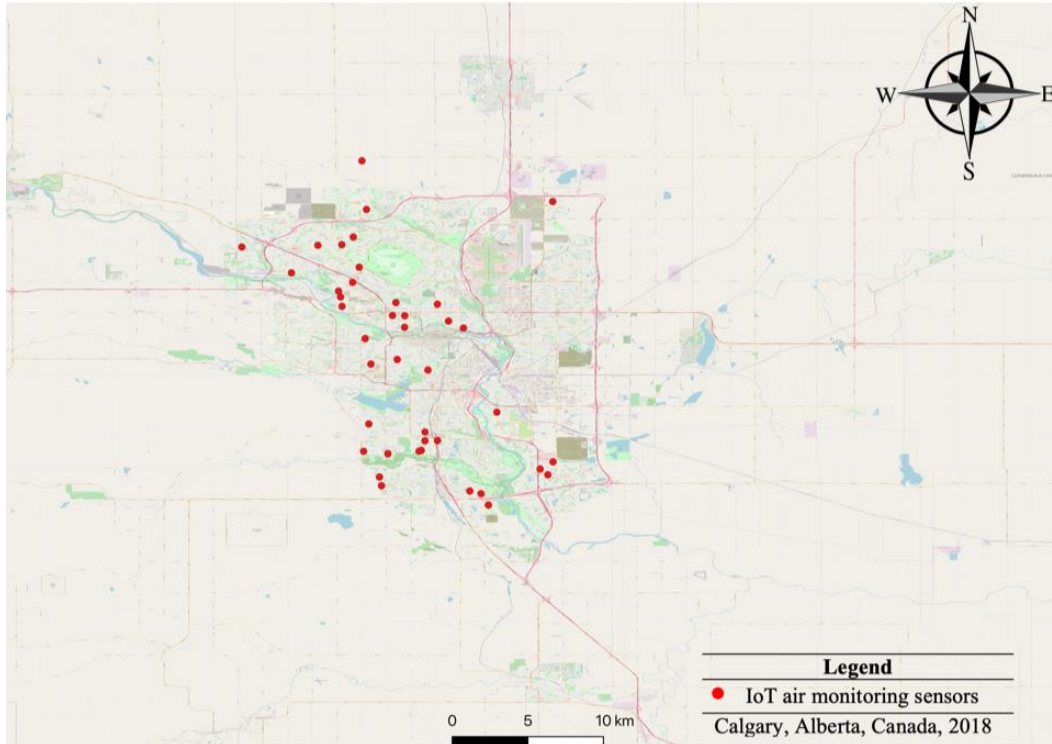 N
W E
S
Legend
IoT air monitoring sensors
Calgary, Alberta, Canada, 2018
0 5 10 km